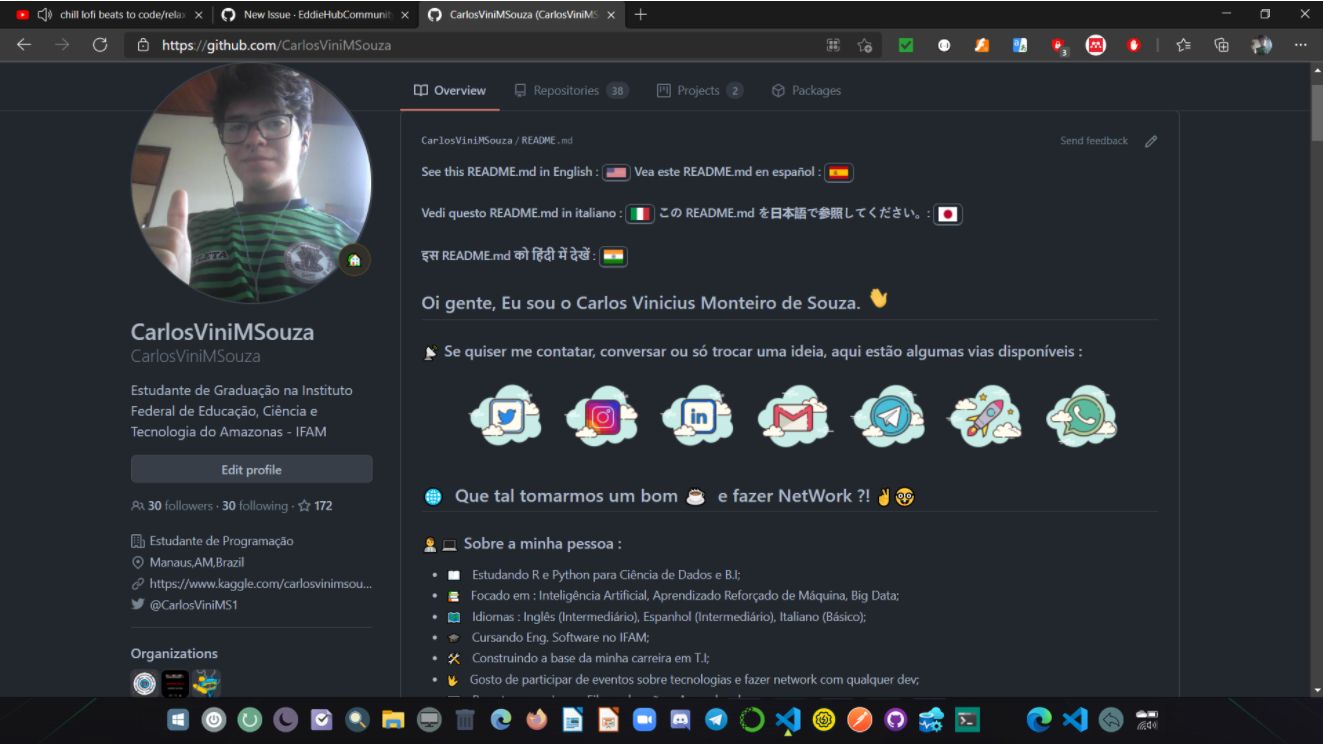 chill lofi beats to code/relax
New Issue · EddieHubCommunity
CarlosViniMSouza (CarlosViniMS
https://github.com/CarlosViniMSouza
3
Overview
Repositories 38
Projects 2
Packages
CarlosViniMSouza / README.md
Send feedback
See this README.md in English : Vea este README.md en español :
Vedi questo README.md in italiano : この README.md を日本語で参照してください。:
इस README.md को हिंदी में देखें :
Oi gente, Eu sou o Carlos Vinicius Monteiro de Souza.
Se quiser me contatar, conversar ou só trocar uma ideia, aqui estão algumas vias disponíveis :
in
Que tal tomarmos um bom e fazer NetWork ?!
Sobre a minha pessoa :
Estudando R e Python para Ciência de Dados e B.I;
Focado em : Inteligência Artificial, Aprendizado Reforçado de Máquina, Big Data;
Idiomas : Inglês (Intermediário), Espanhol (Intermediário), Italiano (Básico);
Cursando Eng. Software no IFAM;
Construindo a base da minha carreira em T.I;
Gosto de participar de eventos sobre tecnologias e fazer network com qualquer dev;
CarlosViniMSouza
CarlosViniMSouza
Estudante de Graduação na Instituto
Federal de Educação, Ciência e
Tecnologia do Amazonas - IFAM
Edit profile
30 followers · 30 following · 172
Estudante de Programação
Manaus,AM,Brazil
https://www.kaggle.com/carlosvinimsou...
@CarlosViniMS1
Organizations